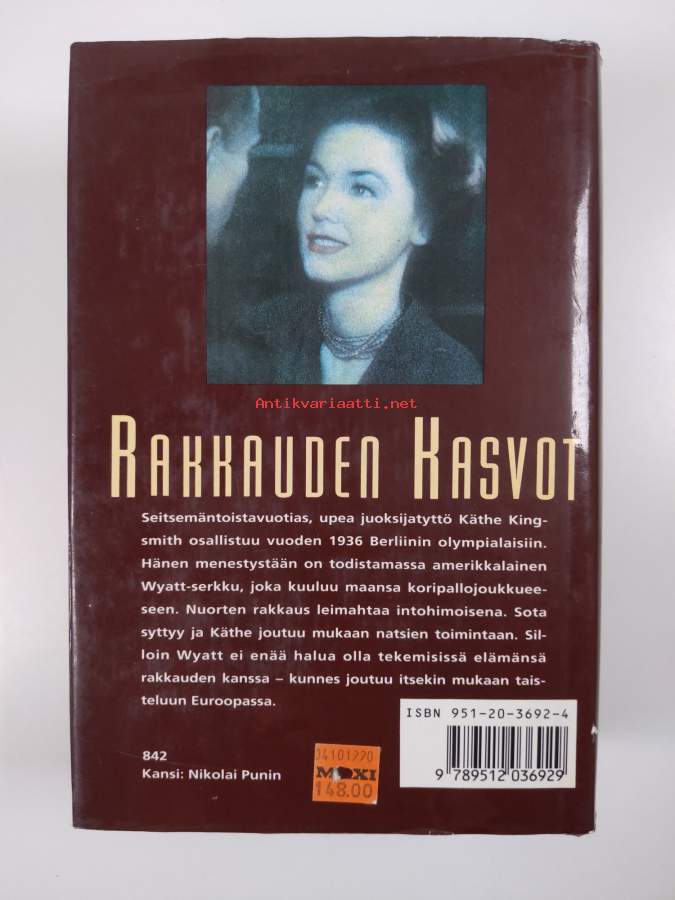 Antikvariaatti.net
RAKKAUDEN KASVOT
Seitsemäntoistavuotias, upea juoksijatyttö Käthe King-
smith osallistuu vuoden 1936 Berliinin olympialaisiin.
Hänen menestystään on todistamassa amerikkalainen
Wyatt-serkku, joka kuuluu maansa koripallojoukkuee-
seen. Nuorten rakkaus leimahtaa intohimoisena. Sota
syttyy ja Käthe joutuu mukaan natsien toimintaan. Sil-
loin Wyatt ei enää halua olla tekemisissä elämänsä
rakkauden kanssa – kunnes joutuu itsekin mukaan tais-
teluun Euroopassa.
ISBN 951-20-3692-4
9 789512 036929
842
Kansi: Nikolai Punin
04101220
MOXI
148.00